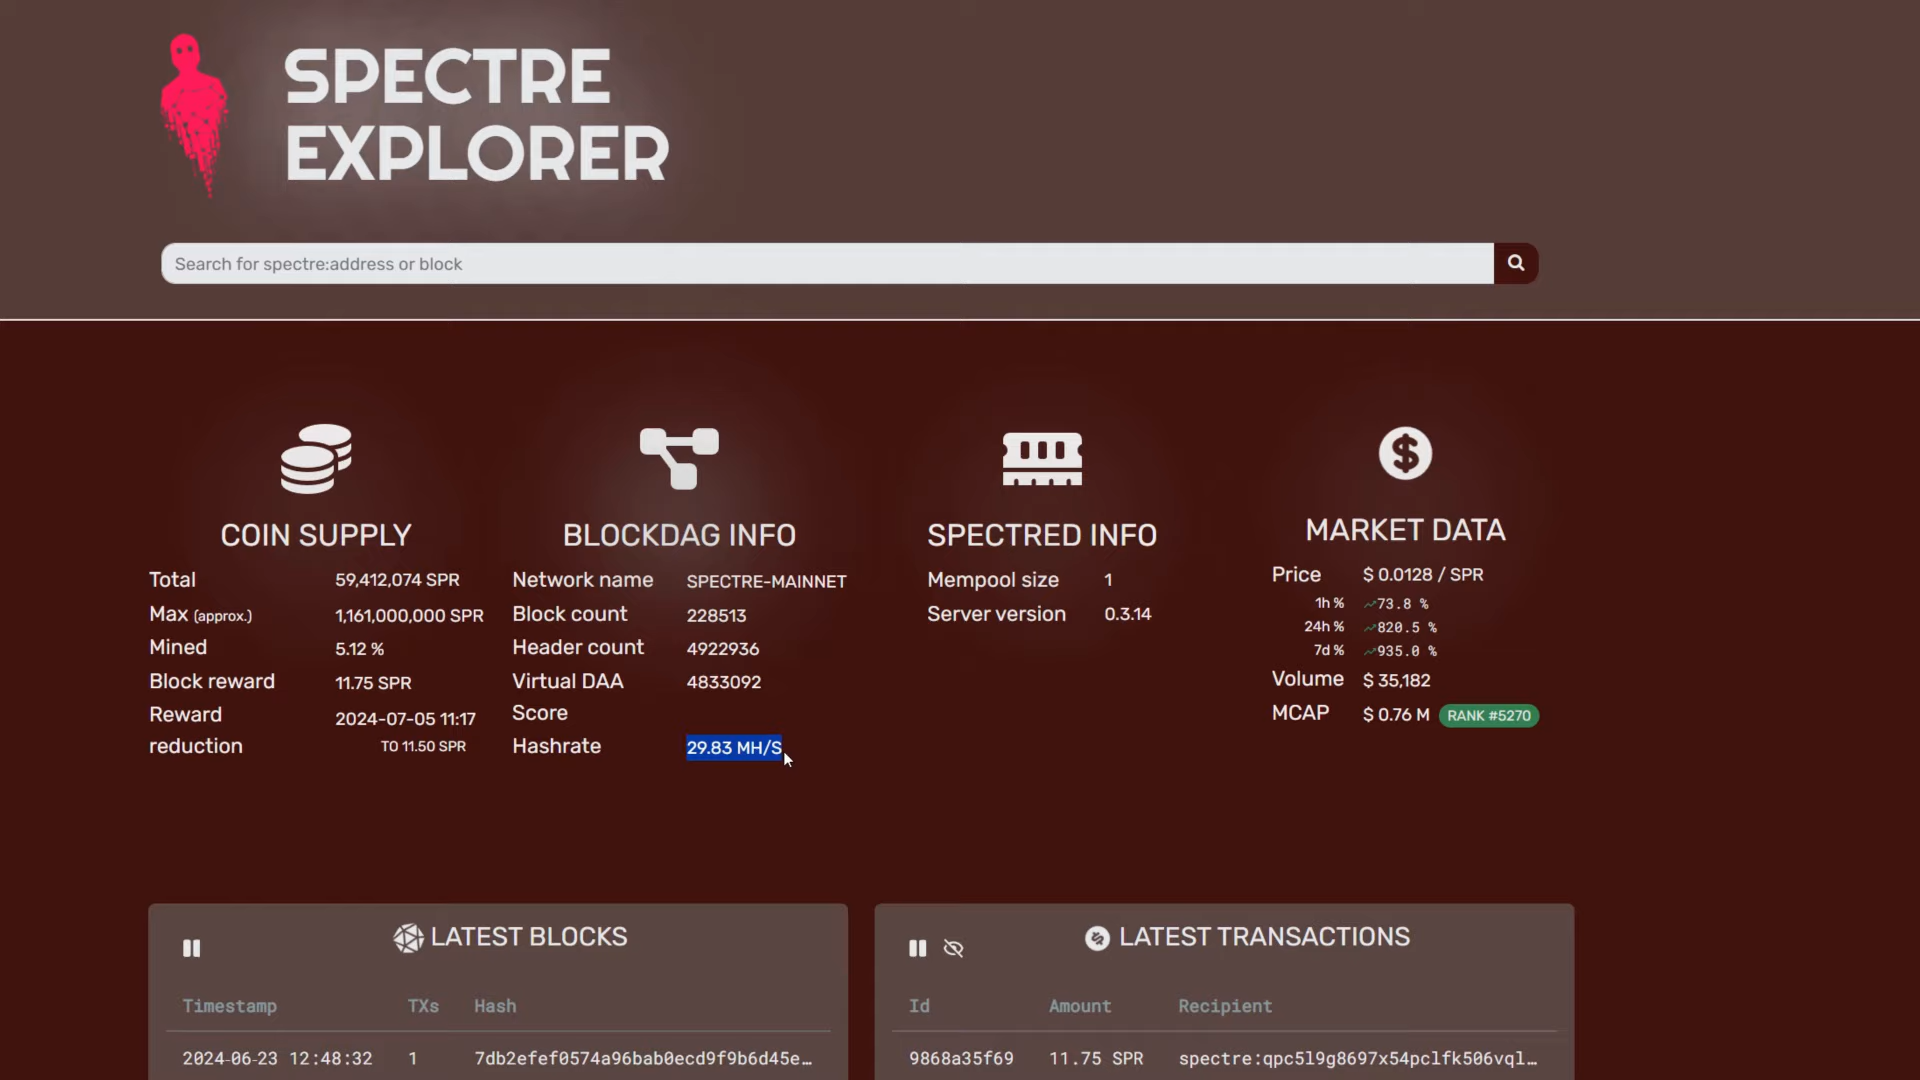 SPECTRE
EXPLORER
Search for spectre:address or block
COIN SUPPLY
Total 59,412,074 SPR
Max (approx.) 1,161,000,000 SPR
Mined 5.12 %
Block reward 11.75 SPR
Reward reduction 2024-07-05 11:17
TO 11.50 SPR
BLOCKDAG INFO
Network name SPECTRE-MAINNET
Block count 228513
Header count 4922936
Virtual DAA Score 4833092
Hashrate 29.83 MH/S
SPECTRED INFO
Mempool size 1
Server version 0.3.14
MARKET DATA
Price $ 0.0128 / SPR
1h % 73.8 %
24h % 820.5 %
7d % 935.0 %
Volume $ 35,182
MCAP $ 0.76 M RANK #5270
LATEST BLOCKS
Timestamp TXs Hash
2024-06-23 12:48:32 1 7db2efef0574a96bab0ecd9f9b6d45e…
LATEST TRANSACTIONS
Id Amount Recipient
9868a35f69 11.75 SPR spectre:qpc5l9g8697x54pclfk506vql…